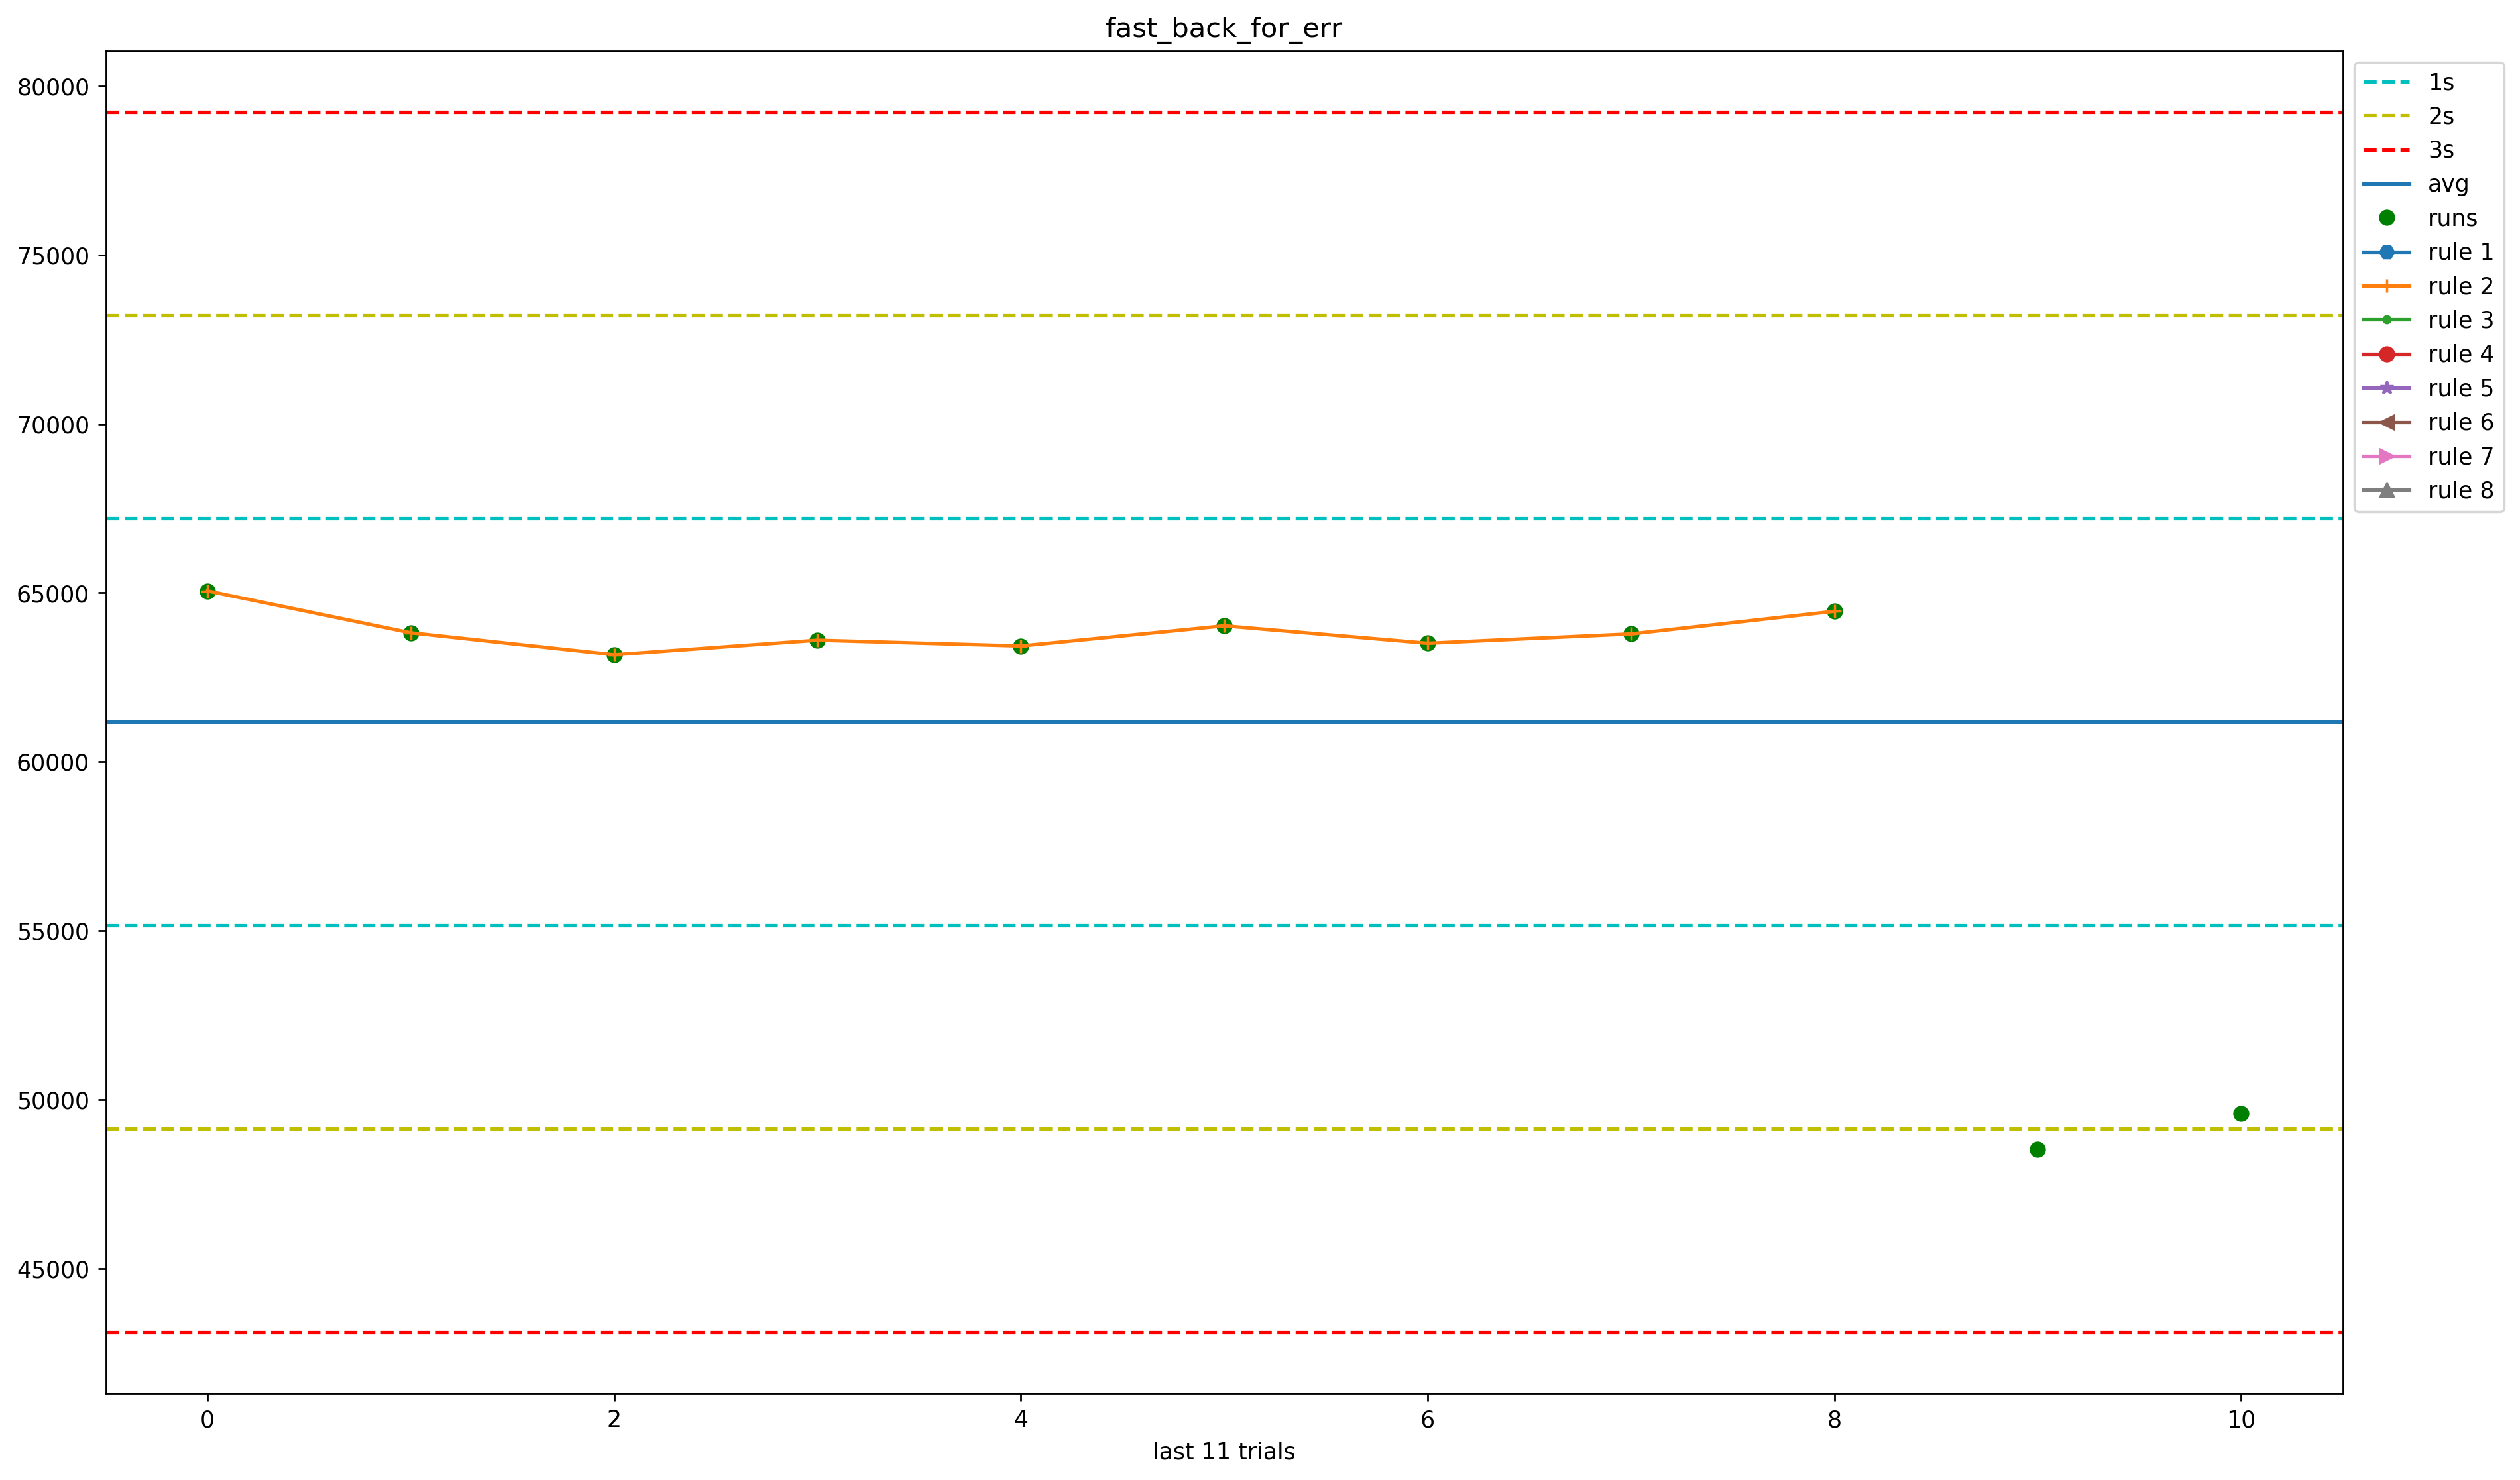 fast_back_for_err
80000
75000
70000
65000
60000
55000
50000
45000
0 2 4 6 8 10
last 11 trials
1s
2s
3s
avg
runs
rule 1
rule 2
rule 3
rule 4
rule 5
rule 6
rule 7
rule 8